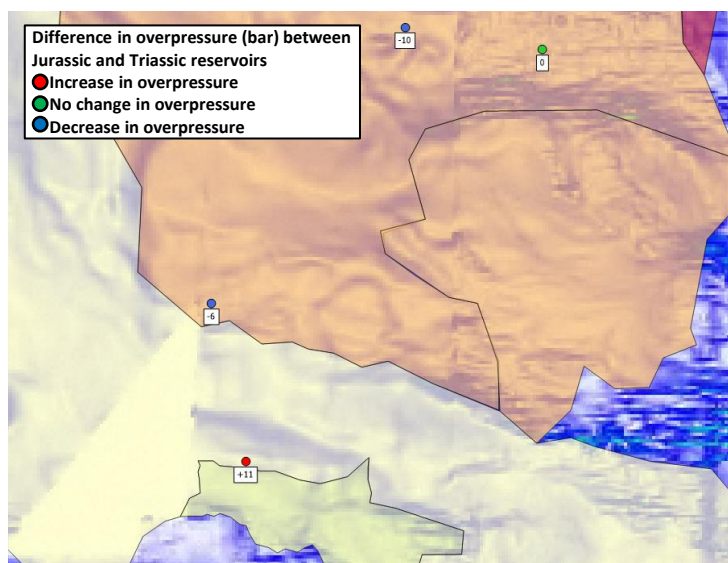 Difference in overpressure (bar) between
Jurassic and Triassic reservoirs
Increase in overpressure
No change in overpressure
Decrease in overpressure
-10
0
-6
+11